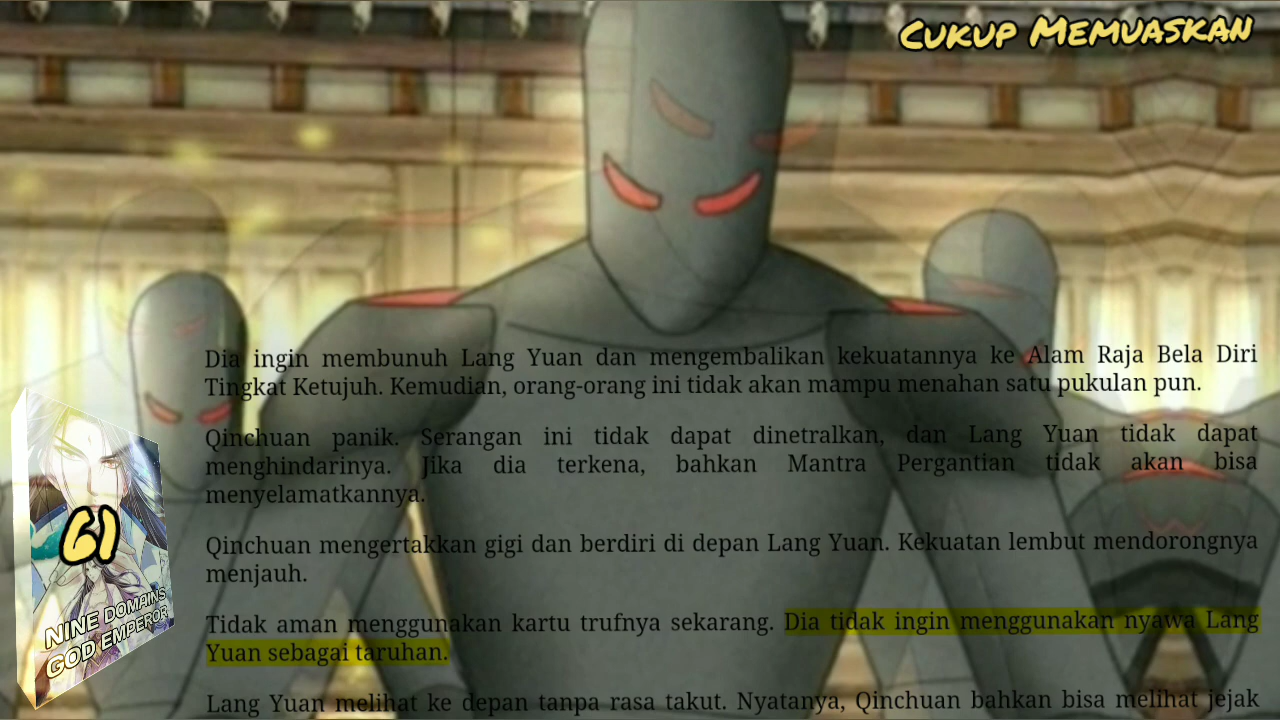 Cukup Memuaskan
Dia ingin membunuh Lang Yuan dan mengembalikan kekuatannya ke Alam Raja Bela Diri
Tingkat Ketujuh. Kemudian, orang-orang ini tidak akan mampu menahan satu pukulan pun.
Qinchuan panik. Serangan ini tidak dapat dinetralkan, dan Lang Yuan tidak dapat
menghindarinya. Jika dia terkena, bahkan Mantra Pergantian tidak akan bisa
menyelamatkannya.
Qinchuan mengertakkan gigi dan berdiri di depan Lang Yuan. Kekuatan lembut mendorongnya
menjauh.
Tidak aman menggunakan kartu trufnya sekarang. Dia tidak ingin menggunakan nyawa Lang
Yuan sebagai taruhan.
Lang Yuan melihat ke depan tanpa rasa takut. Nyatanya, Qinchuan bahkan bisa melihat jejak
61
NINE DOMAINS
GOD EMPEROR